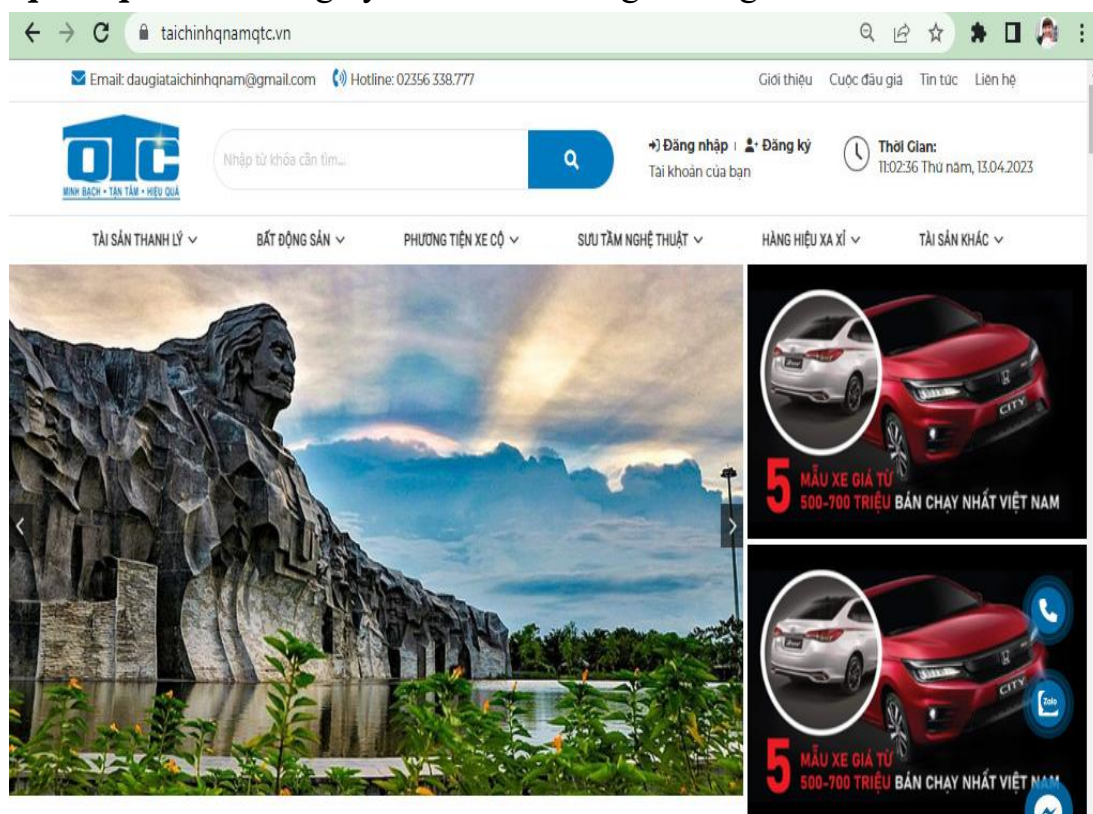 taichinhqnamqtc.vn
Email: daugiataichinhqnam@gmail.com Hotline: 02356 338.777 Giới thiệu Cuộc đấu giá Tin tức Liên hệ
QTC
MINH BẠCH • TẬN TÂM • HIỆU QUẢ
Nhập từ khóa cần tìm...
Đăng nhập | Đăng ký
Tài khoản của bạn
Thời Gian:
11:02:36 Thứ năm, 13.04.2023
TÀI SẢN THANH LÝ BẤT ĐỘNG SẢN PHƯƠNG TIỆN XE CỘ SƯU TẦM NGHỆ THUẬT HÀNG HIỆU XA XỈ TÀI SẢN KHÁC
CITY
5 MẪU XE GIÁ TỪ
500-700 TRIỆU BÁN CHẠY NHẤT VIỆT NAM
CITY
Zalo
5 MẪU XE GIÁ TỪ
500-700 TRIỆU BÁN CHẠY NHẤT VIỆT NAM